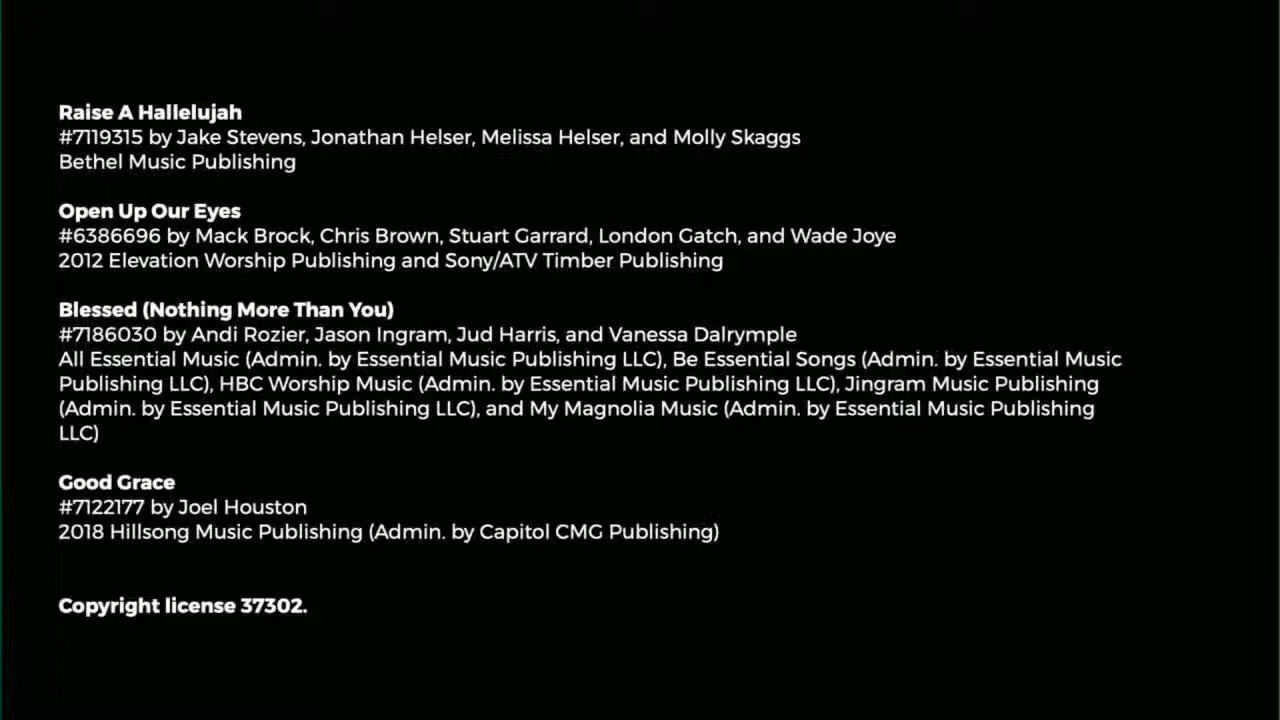 Raise A Hallelujah
#7119315 by Jake Stevens, Jonathan Helser, Melissa Helser, and Molly Skaggs
Bethel Music Publishing
Open Up Our Eyes
#6386696 by Mack Brock, Chris Brown, Stuart Garrard, London Gatch, and Wade Joye
2012 Elevation Worship Publishing and Sony/ATV Timber Publishing
Blessed (Nothing More Than You)
#7186030 by Andi Rozier, Jason Ingram, Jud Harris, and Vanessa Dalrymple
All Essential Music (Admin. by Essential Music Publishing LLC), Be Essential Songs (Admin. by Essential Music
Publishing LLC), HBC Worship Music (Admin. by Essential Music Publishing LLC), Jingram Music Publishing
(Admin. by Essential Music Publishing LLC), and My Magnolia Music (Admin. by Essential Music Publishing
LLC)
Good Grace
#7122177 by Joel Houston
2018 Hillsong Music Publishing (Admin. by Capitol CMG Publishing)
Copyright license 37302.